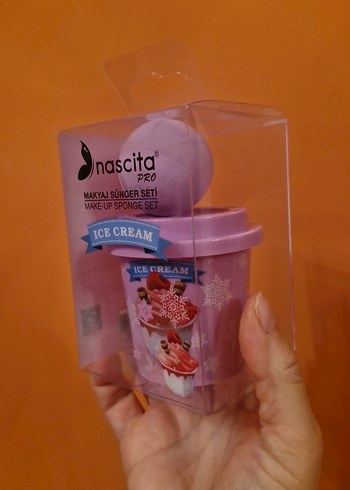 nascita®
PRO
MAKYAJ SÜNGER SETİ
MAKE-UP SPONGE SET
ICE CREAM
ICE CREAM